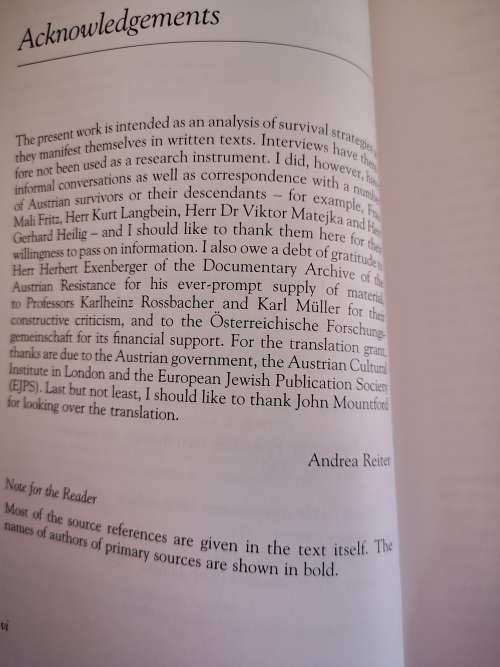 Acknowledgements
The present work is intended as an analysis of survival strategies
they manifest themselves in written texts. Interviews have there-
fore not been used as a research instrument. I did, however, have
informal conversations as well as correspondence with a number
of Austrian survivors or their descendants – for example, Frau
Mali Fritz, Herr Kurt Langbein, Herr Dr Viktor Matejka and Herr
Gerhard Heilig – and I should like to thank them here for their
willingness to pass on information. I also owe a debt of gratitude to
Herr Herbert Exenberger of the Documentary Archive of the
Austrian Resistance for his ever-prompt supply of material,
to Professors Karlheinz Rossbacher and Karl Müller for their
constructive criticism, and to the Österreichische Forschungs-
gemeinschaft for its financial support. For the translation grant,
thanks are due to the Austrian government, the Austrian Cultural
Institute in London and the European Jewish Publication Society
(EJPS). Last but not least, I should like to thank John Mountford
for looking over the translation.
Andrea Reiter
Note for the Reader
Most of the source references are given in the text itself. The
names of authors of primary sources are shown in bold.
vi